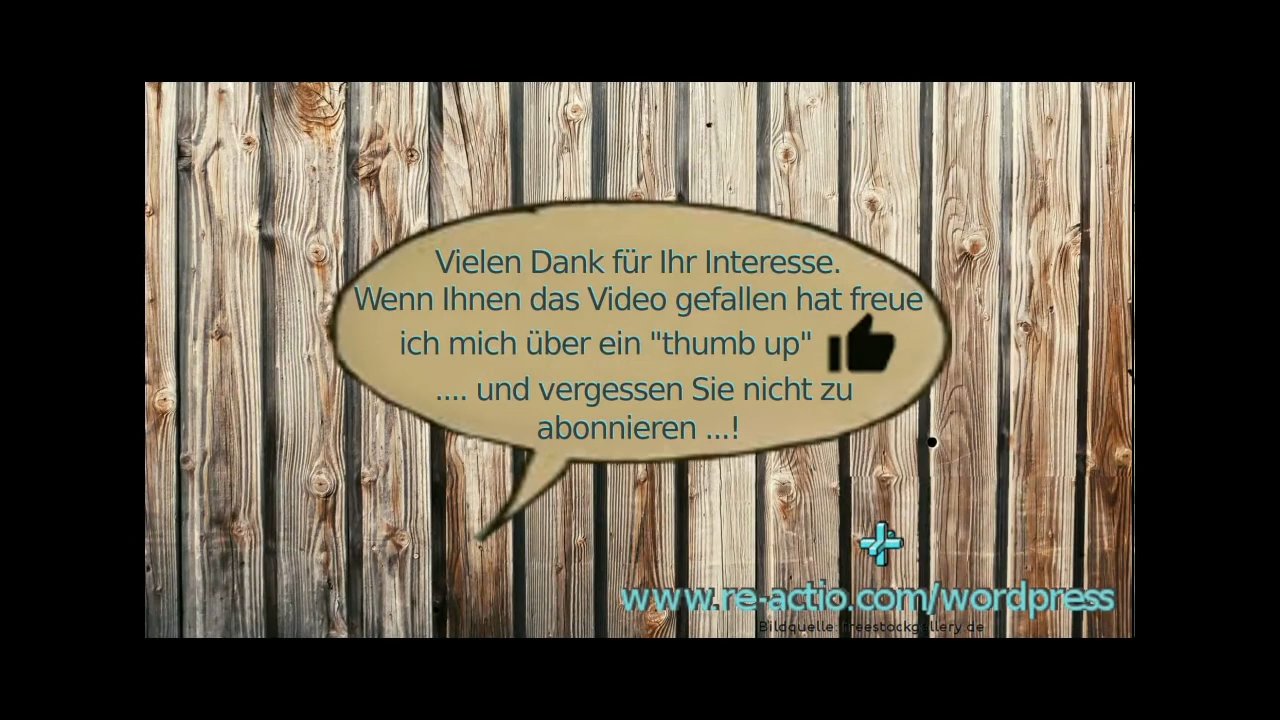 Vielen Dank für Ihr Interesse.
Wenn Ihnen das Video gefallen hat freue
ich mich über ein "thumb up"
.... und vergessen Sie nicht zu
abonnieren ...!
www.re-actio.com/wordpress
Bildquelle: freestockgallery.de